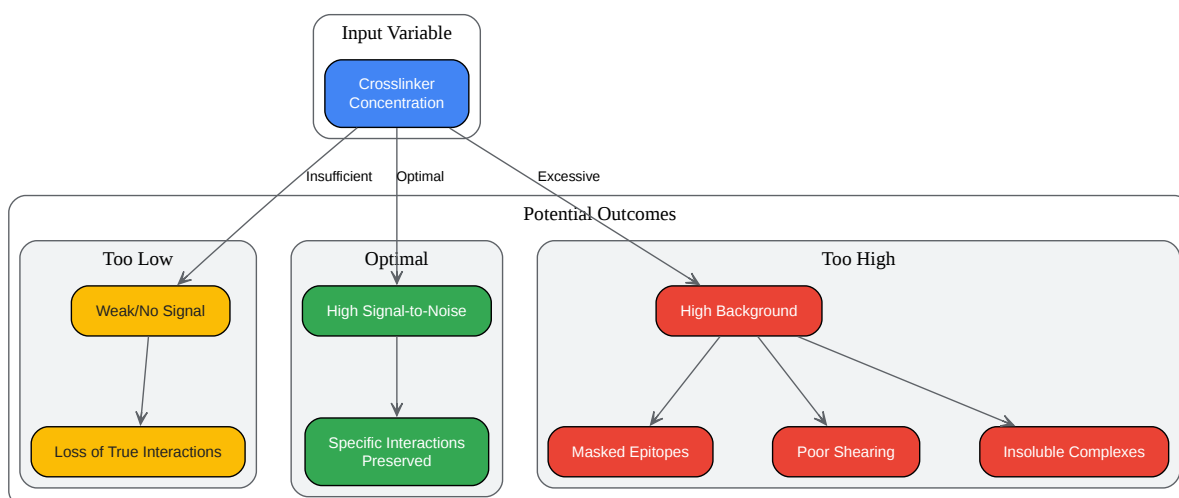 Input Variable
Crosslinker
Concentration
Insufficient
Optimal
Excessive
Potential Outcomes
Too Low
Optimal
Too High
Weak/No Signal
High Signal-to-Noise
High Background
Loss of True Interactions
Specific Interactions
Preserved
Masked Epitopes
Poor Shearing
Insoluble Complexes